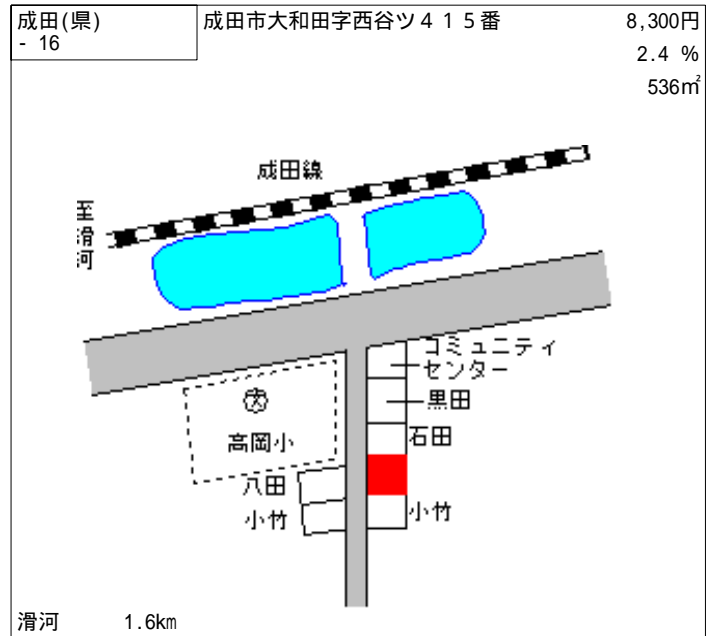 成田(県)
- 16
成田市大和田字西谷ツ４１５番
8,300円
2.4 %
536㎡
成田線
至滑河
コミュニティ
センター
黒田
石田
文
高岡小
八田
小竹
小竹
滑河 1.6km